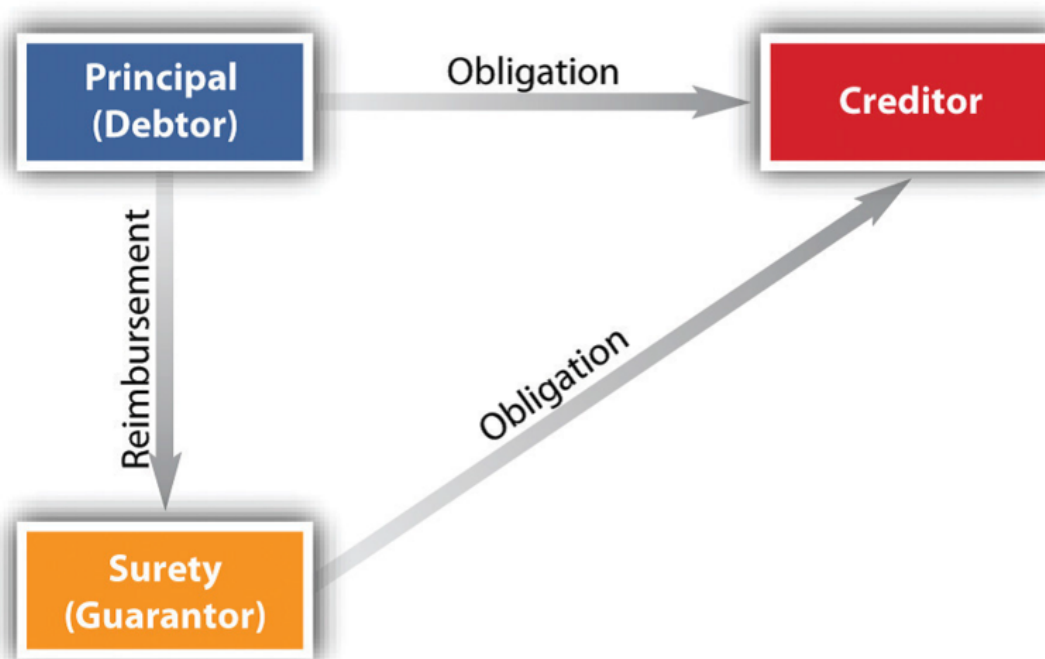 Principal
(Debtor)
Obligation
Creditor
Reimbursement
Obligation
Surety
(Guarantor)